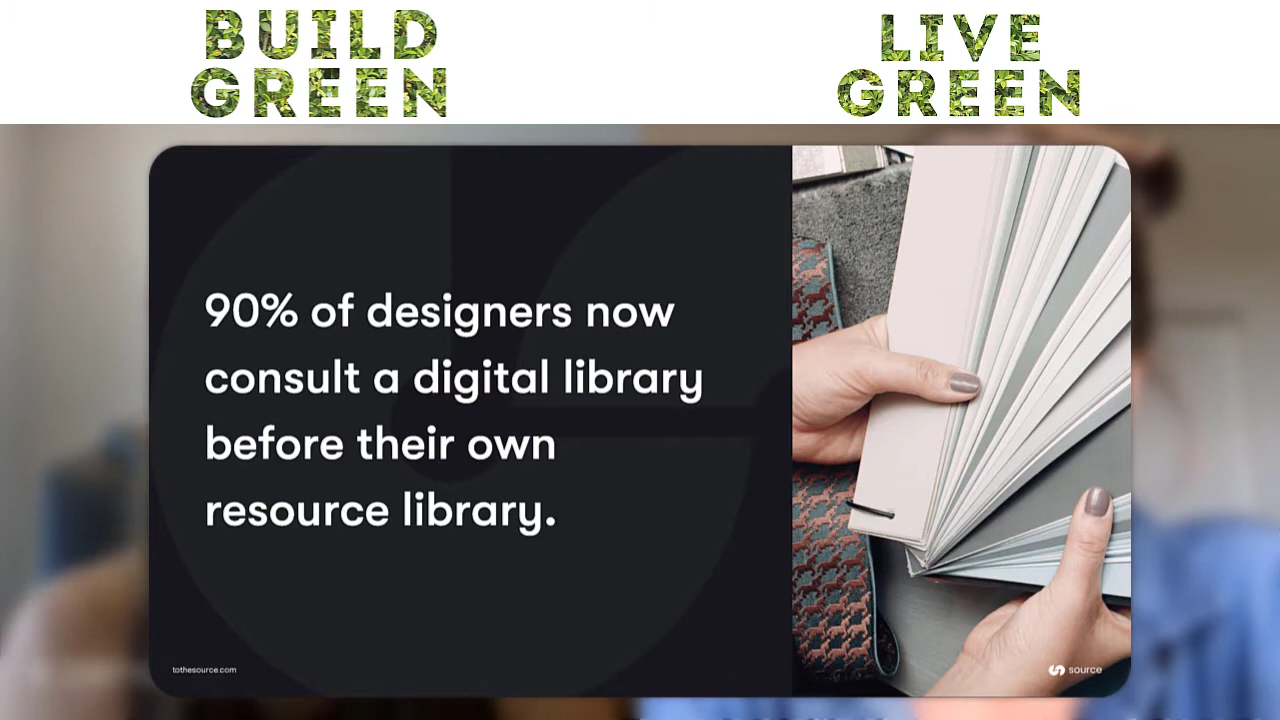 BUILD
GREEN
LIVE
GREEN
90% of designers now
consult a digital library
before their own
resource library.
tothesource.com
source